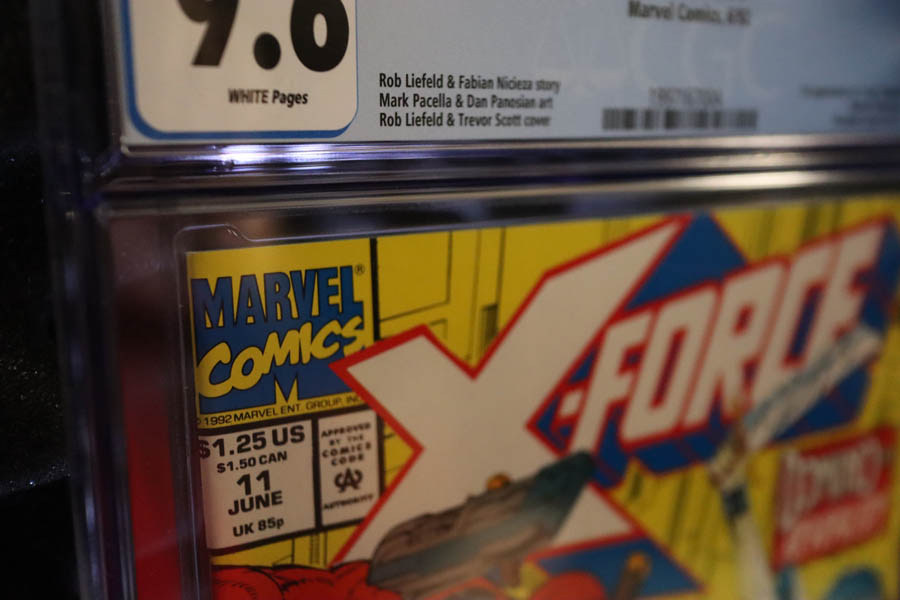 9.6
WHITE Pages
Marvel Comics, 6/92
Rob Liefeld & Fabian Nicieza story
Mark Pacella & Dan Panosian art
Rob Liefeld & Trevor Scott cover
MARVEL®
COMICS
M
©1992 MARVEL ENT. GROUP, INC
$1.25 US
$1.50 CAN
11
JUNE
UK 85p
APPROVED
BY THE
COMICS
CODE
CA
AUTHORITY
X-FORCE
DOMINO